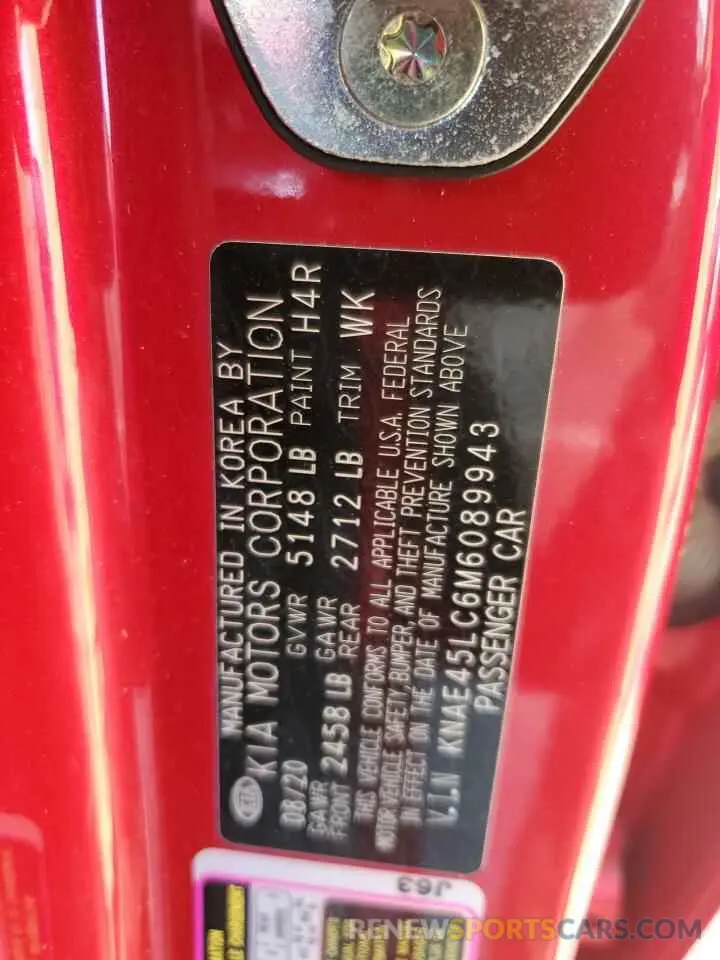 MANUFACTURED IN KOREA BY
KIA MOTORS CORPORATION
08/20 GVWR 5148 LB PAINT H4R
GAWR FRONT 2458 LB GAWR REAR 2712 LB TRIM WK
THIS VEHICLE CONFORMS TO ALL APPLICABLE U.S.A. FEDERAL
MOTOR VEHICLE SAFETY, BUMPER, AND THEFT PREVENTION STANDARDS
IN EFFECT ON THE DATE OF MANUFACTURE SHOWN ABOVE
V.I.N KNAE45LC6M6089943
PASSENGER CAR
J63
RENEWSPORTSCARS.COM